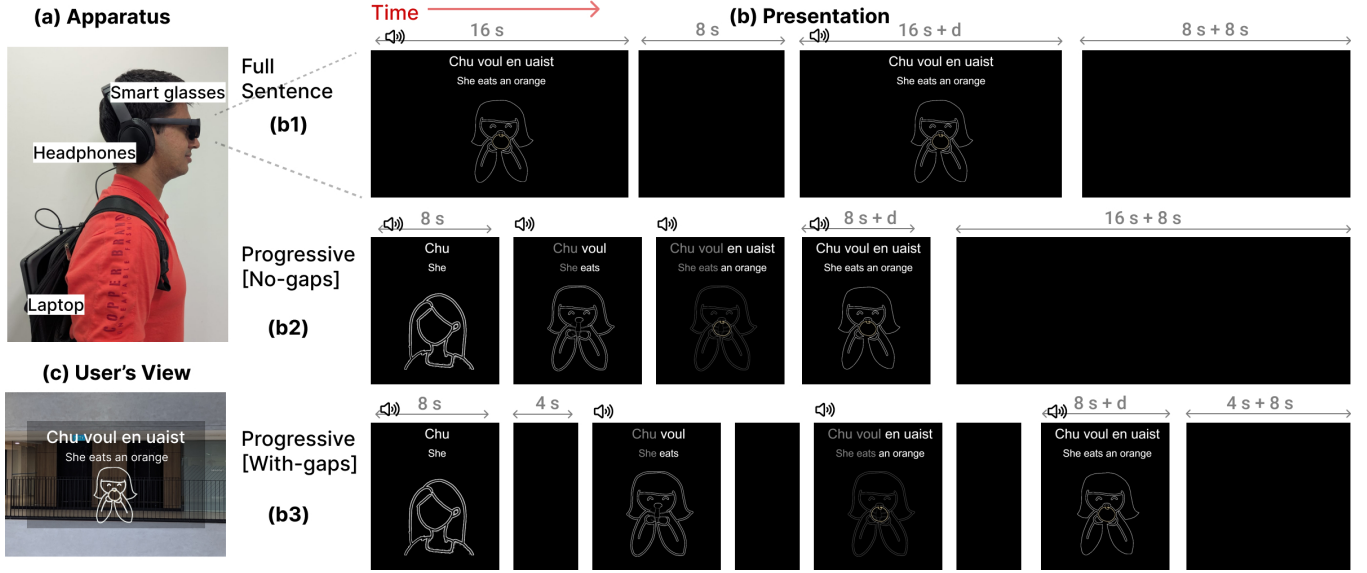 (a) Apparatus
Smart glasses
Headphones
Laptop
(c) User's View
Chu voul en uaist
She eats an orange
Time
(b) Presentation
Full
Sentence
(b1)
16 s
8 s
16 s + d
8 s + 8 s
Chu voul en uaist
She eats an orange
Chu voul en uaist
She eats an orange
Progressive
[No-gaps]
(b2)
8 s
8 s + d
16 s + 8 s
Chu
She
Chu voul
She eats
Chu voul en uaist
She eats an orange
Chu voul en uaist
She eats an orange
Progressive
[With-gaps]
(b3)
8 s
4 s
8 s + d
4 s + 8 s
Chu
She
Chu voul
She eats
Chu voul en uaist
She eats an orange
Chu voul en uaist
She eats an orange